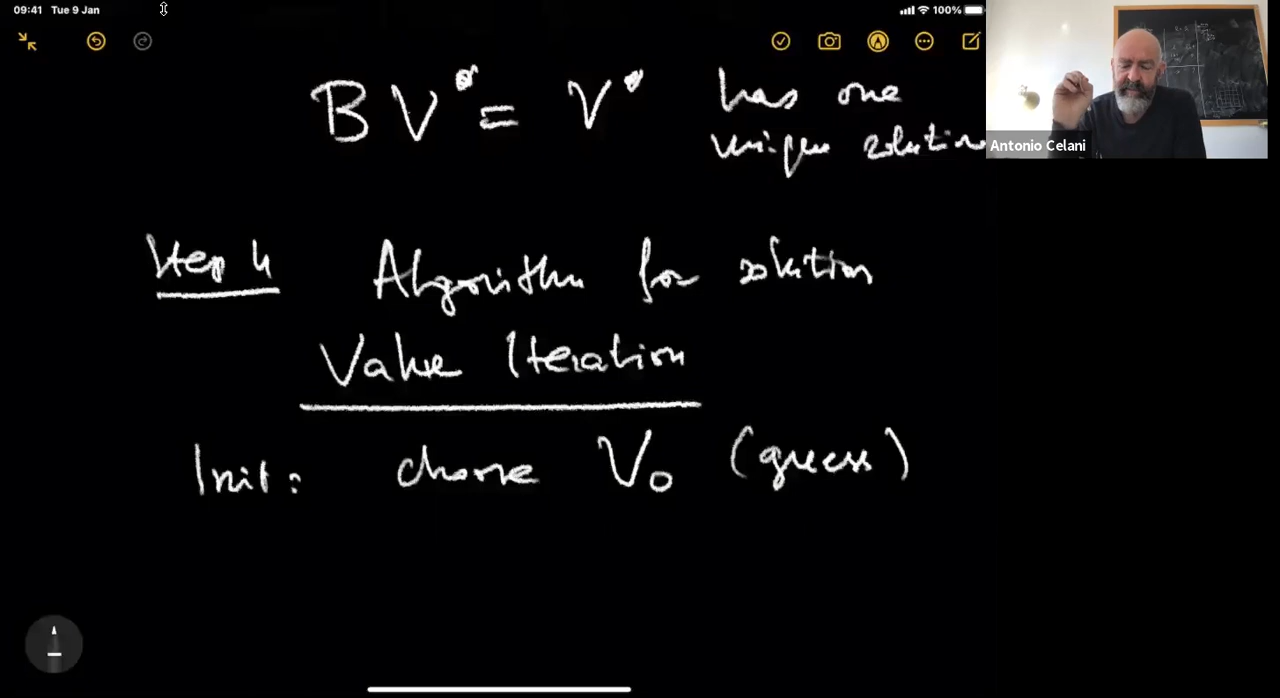 09:41 Tue 9 Jan
100%
B V* = V* has one
unique solution
Antonio Celani
Step 4 Algorithm for solution
Value Iteration
Init: choose V₀ (guess)